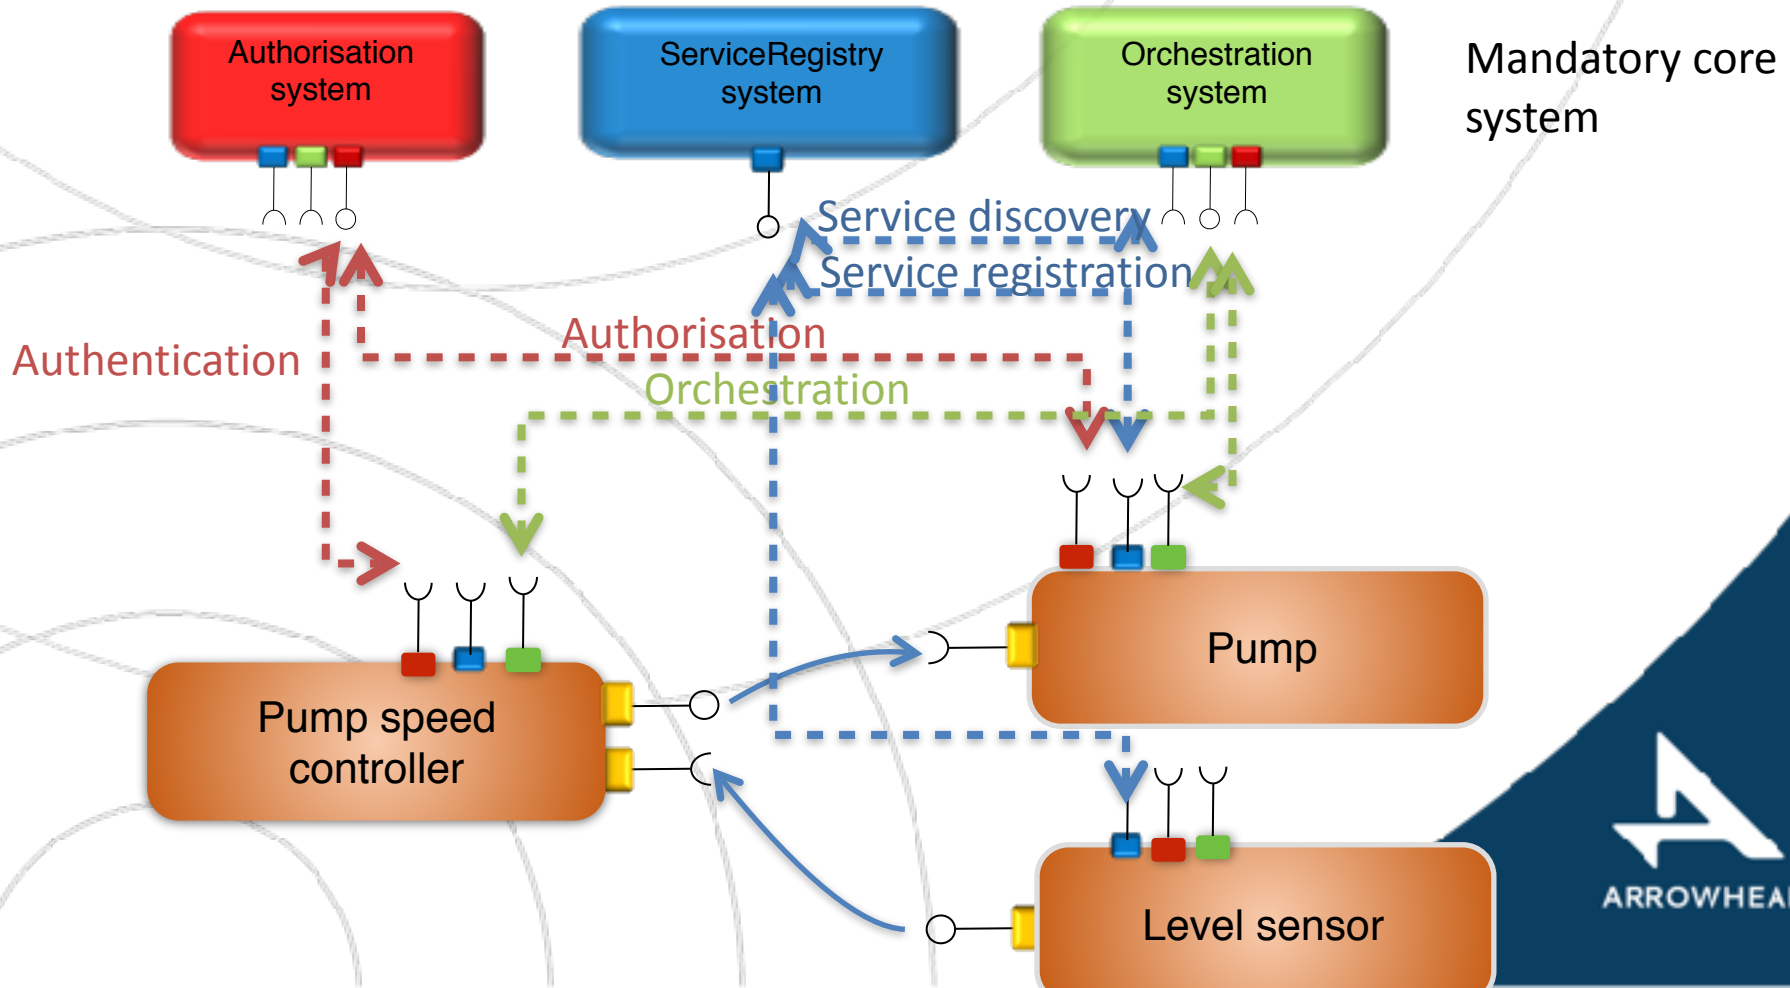 Authorisation
system
ServiceRegistry
system
Orchestration
system
Mandatory core
system
Service discovery
Service registration
Authorisation
Authentication
Orchestration
Pump
Pump speed
controller
Level sensor
ARROWHEA